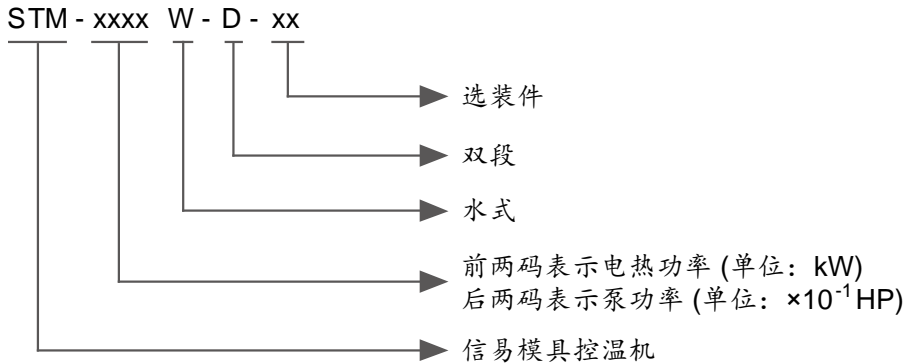 STM - xxxx W - D - xx
选装件
双段
水式
前两码表示电热功率 (单位：kW)
后两码表示泵功率 (单位：×10⁻¹HP)
信易模具控温机